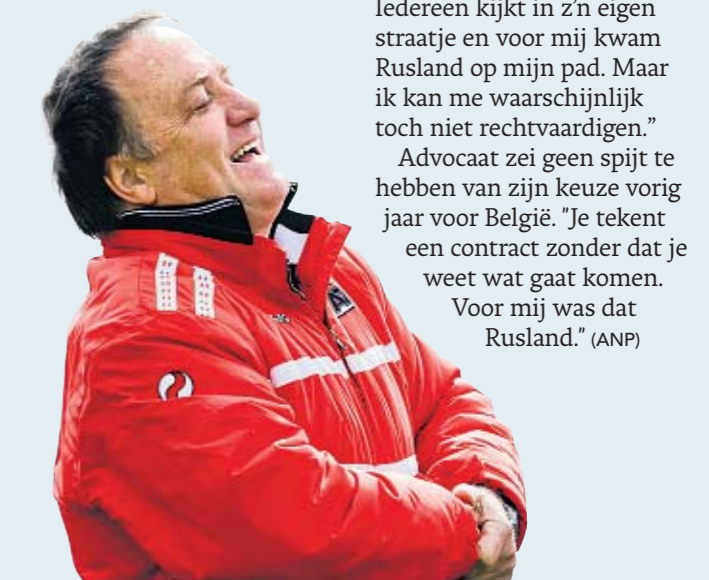 Iedereen kijkt in z’n eigen
straatje en voor mij kwam
Rusland op mijn pad. Maar
ik kan me waarschijnlijk
toch niet rechtvaardigen.”
Advocaat zei geen spijt te
hebben van zijn keuze vorig
jaar voor België. "Je tekent
een contract zonder dat je
weet wat gaat komen.
Voor mij was dat
Rusland." (ANP)